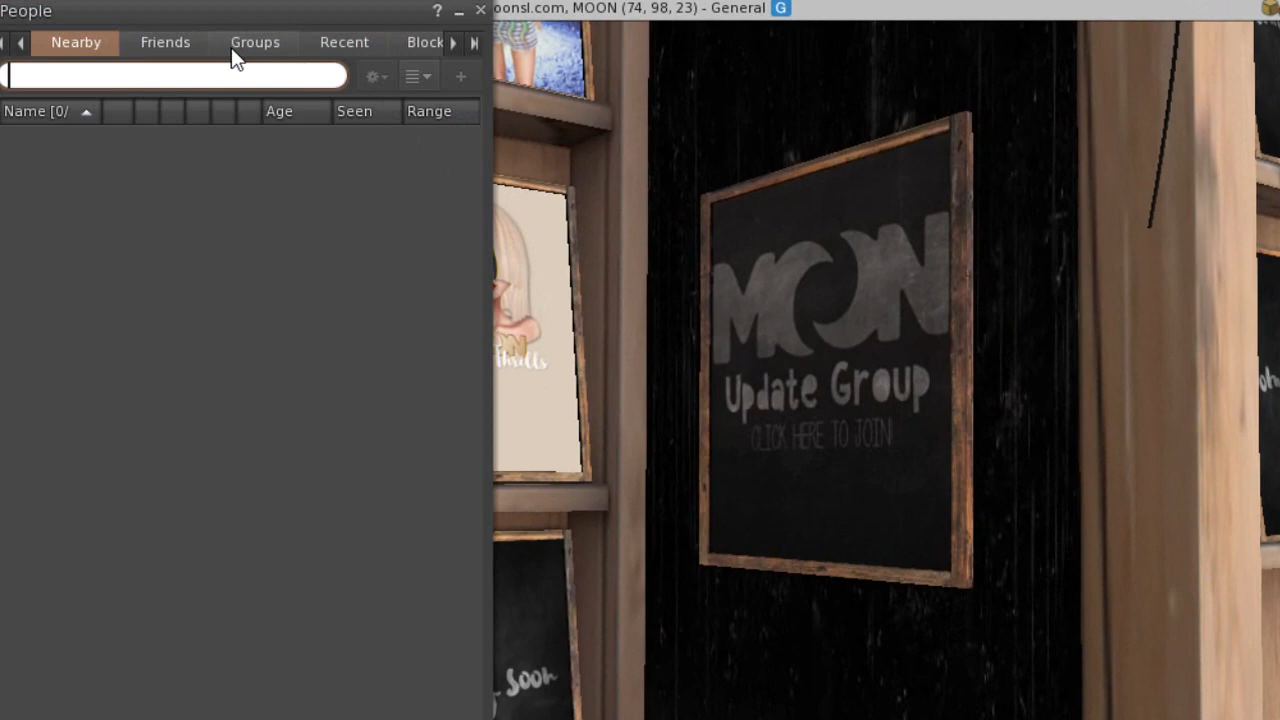 People
? _ ×
oonsl.com, MOON (74, 98, 23) - General G
Nearby Friends Groups Recent Block
Name [0/ Age Seen Range
MOON
Update Group
CLICK HERE TO JOIN
Thrills
Soon